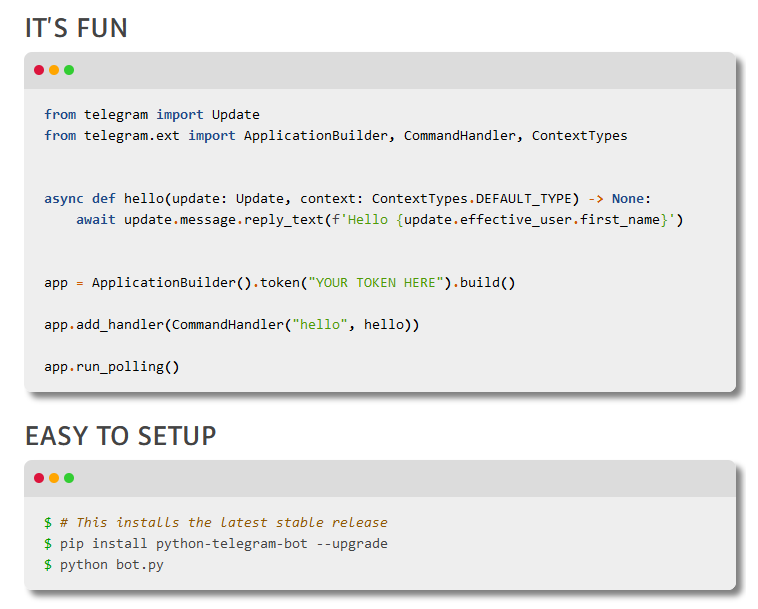 IT'S FUN
from telegram import Update
from telegram.ext import ApplicationBuilder, CommandHandler, ContextTypes
async def hello(update: Update, context: ContextTypes.DEFAULT_TYPE) -> None:
    await update.message.reply_text(f'Hello {update.effective_user.first_name}')
app = ApplicationBuilder().token("YOUR TOKEN HERE").build()
app.add_handler(CommandHandler("hello", hello))
app.run_polling()
EASY TO SETUP
$ # This installs the latest stable release
$ pip install python-telegram-bot --upgrade
$ python bot.py